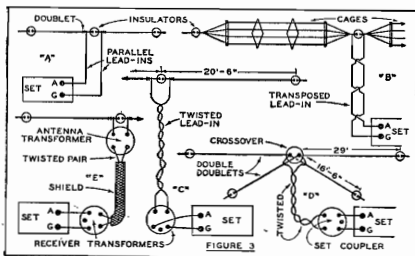 DOUBLET
INSULATORS
CAGES
PARALLEL
LEAD-INS
"A"
A
G
SET
20'-6"
"B"
TRANSPOSED
LEAD-IN
A
G
SET
ANTENNA
TRANSFORMER
TWISTED PAIR
SHIELD
"E"
TWISTED
LEAD-IN
"C"
CROSSOVER
29'
DOUBLE
DOUBLETS
16'-6"
"D"
TWISTED
SET
A
G
A
G
SET
SET
RECEIVER TRANSFORMERS
FIGURE 3
SET COUPLER